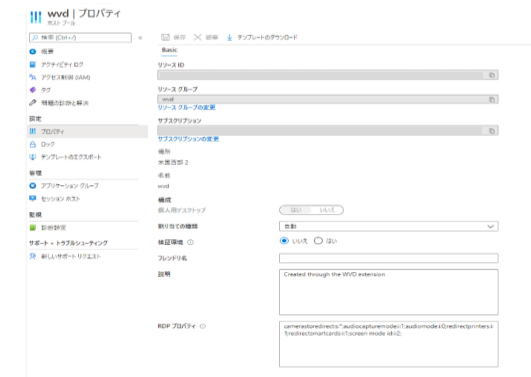 wvd | プロパティ
ホスト プール
検索 (Ctrl+/)
保存
破棄
テンプレートのダウンロード
概要
アクティビティ ログ
アクセス制御 (IAM)
タグ
問題の診断と解決
設定
プロパティ
ロック
テンプレートのエクスポート
管理
アプリケーション グループ
セッション ホスト
監視
診断設定
サポート + トラブルシューティング
新しいサポート リクエスト
Basic
リソース ID
リソース グループ
wvd
リソース グループの変更
サブスクリプション
サブスクリプションの変更
場所
米国西部 2
名前
wvd
構成
個人用デスクトップ
はい
いいえ
割り当ての種類
自動
検証環境
いいえ
はい
フレンドリ名
説明
Created through the WVD extension
RDP プロパティ
camerastoredirect:s:*;audiocapturemode:i:1;audiomode:i:0;redirectprinters:i:
1;redirectsmartcards:i:1;screen mode id:i:2;